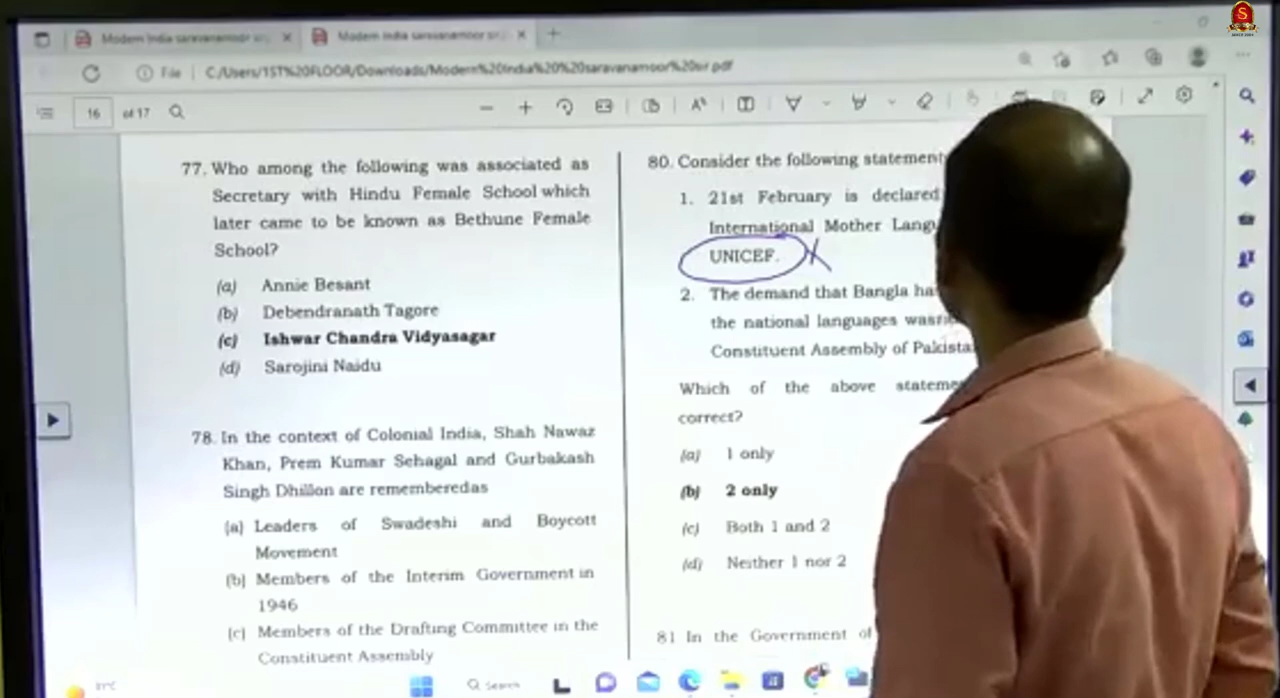 Modern India saravanamoor
Modern India saravanamoor
File
C:/Users/1ST%20FLOOR/Downloads/Modern%20India%20%20saravanamoor%20sir.pdf
16 of 17
77. Who among the following was associated as
Secretary with Hindu Female School which
later came to be known as Bethune Female
School?
(a) Annie Besant
(b) Debendranath Tagore
(c) Ishwar Chandra Vidyasagar
(d) Sarojini Naidu
78. In the context of Colonial India, Shah Nawaz
Khan, Prem Kumar Sehagal and Gurbakash
Singh Dhillon are rememberedas
(a) Leaders of Swadeshi and Boycott
Movement
(b) Members of the Interim Government in
1946
(c) Members of the Drafting Committee in the
Constituent Assembly
80. Consider the following statement
1. 21st February is declared
International Mother Langu
UNICEF.
2. The demand that Bangla ha
the national languages was
Constituent Assembly of Pakista
Which of the above stateme
correct?
(a) 1 only
(b) 2 only
(c) Both 1 and 2
(d) Neither 1 nor 2
81 In the Government of
Search
S